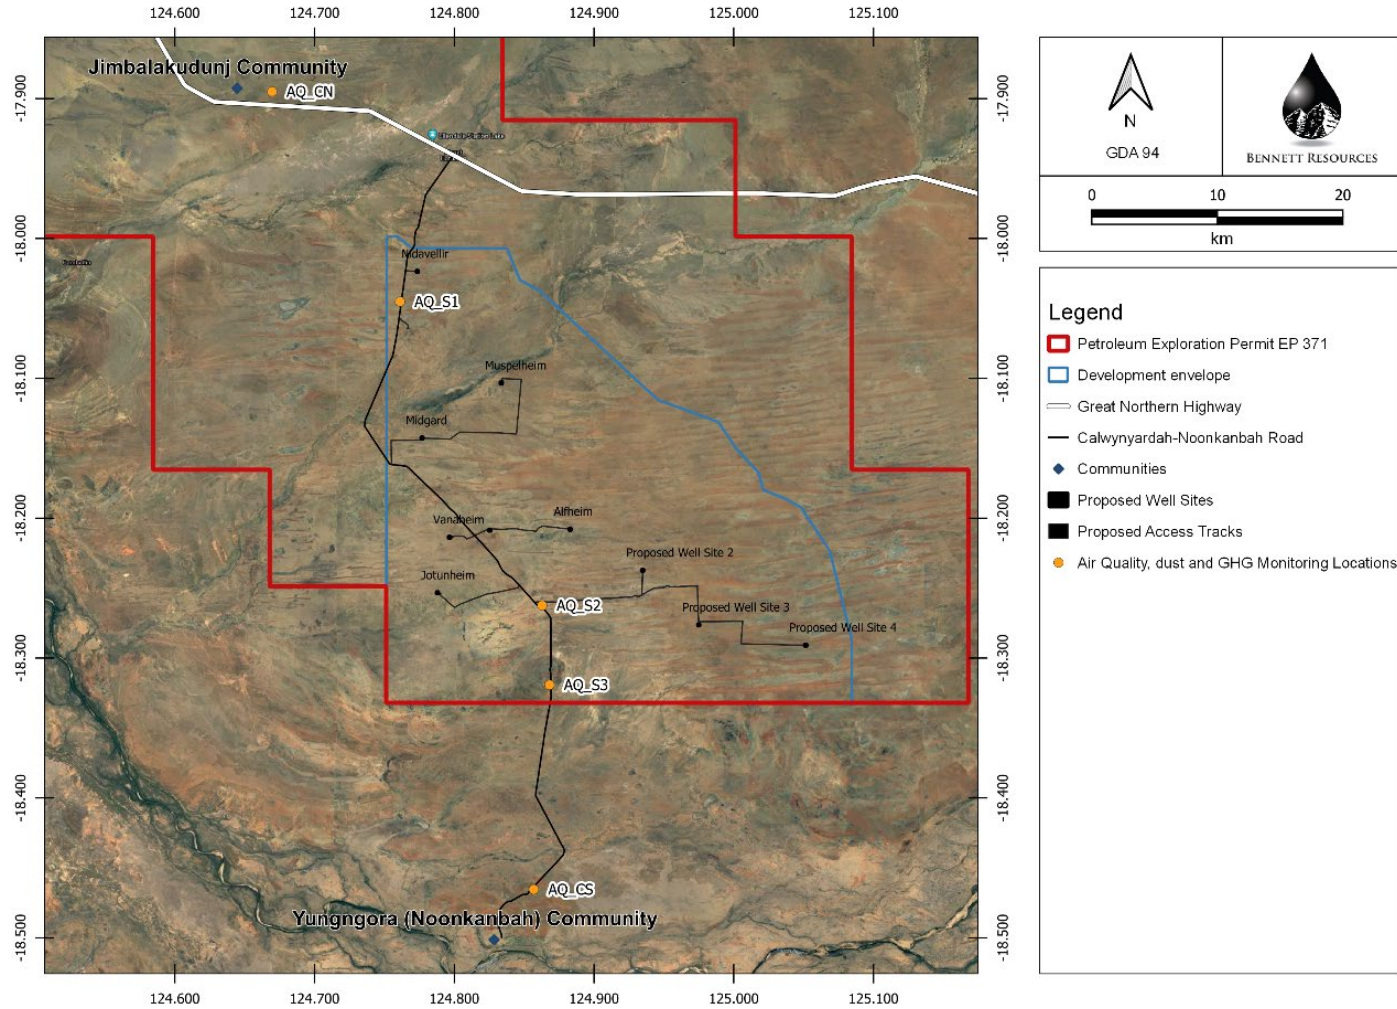 124.600 124.700 124.800 124.900 125.000 125.100
Jimbalakudunj Community
AQ_CN
-17.900
-17.900
N
GDA 94
BENNETT RESOURCES
0 10 20
km
-18.000
-18.000
Nidavellir
AQ_S1
-18.100
-18.100
Muspelheim
Midgard
-18.200
-18.200
Vanaheim
Alfheim
Jotunheim
Proposed Well Site 2
AQ_S2
Proposed Well Site 3
Proposed Well Site 4
-18.300
-18.300
AQ_S3
-18.400
-18.400
AQ_CS
Yungngora (Noonkanbah) Community
-18.500
-18.500
124.600 124.700 124.800 124.900 125.000 125.100
Legend
Petroleum Exploration Permit EP 371
Development envelope
Great Northern Highway
Calwynyardah-Noonkanbah Road
Communities
Proposed Well Sites
Proposed Access Tracks
Air Quality, dust and GHG Monitoring Locations